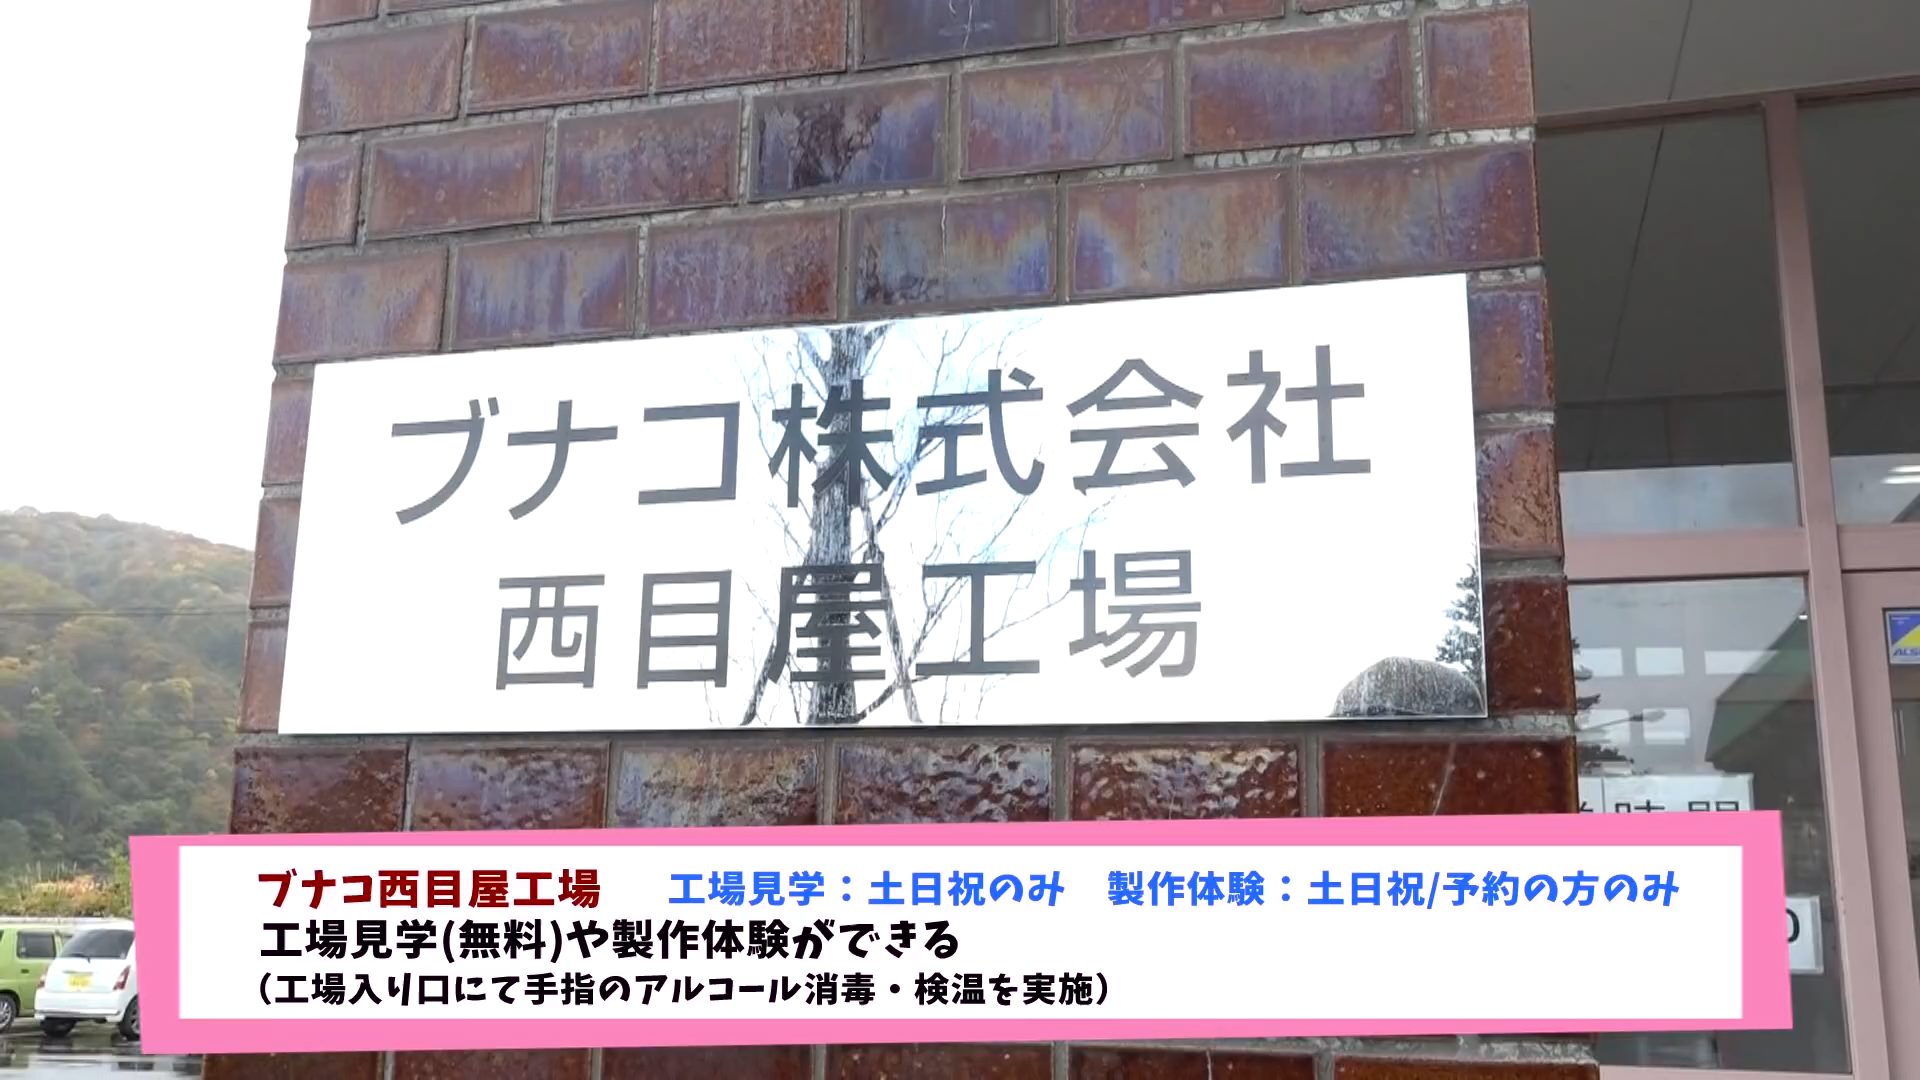 ブナコ株式会社
西目屋工場
時間
ブナコ西目屋工場 工場見学：土日祝のみ 製作体験：土日祝/予約の方のみ
工場見学(無料)や製作体験ができる
（工場入り口にて手指のアルコール消毒・検温を実施）